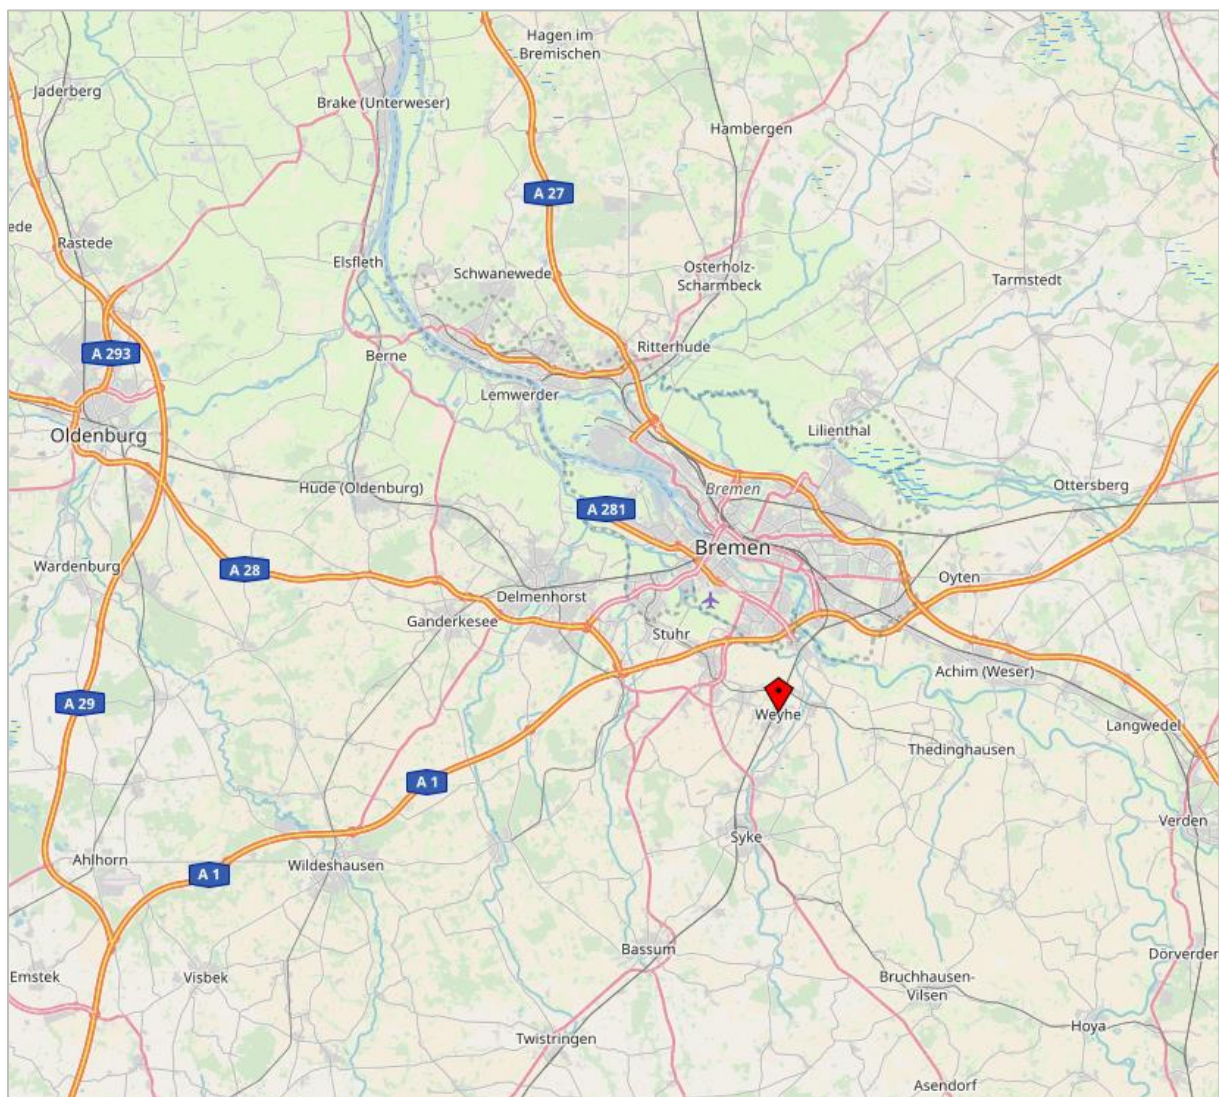 Hagen im
Bremischen
Jaderberg
Brake (Unterweser)
Hambergen
A 27
ede
Rastede
Elsfleth
Schwanewede
Osterholz-
Scharmbeck
Tarmstedt
A 293
Berne
Ritterhude
Lemwerder
Oldenburg
Lilienthal
Hude (Oldenburg)
Bremen
Ottersberg
A 281
Bremen
Wardenburg
A 28
Delmenhorst
Oyten
Ganderkesee
Stuhr
Achim (Weser)
A 29
Weyhe
Langwedel
Thedinghausen
A 1
Verden
Syke
Ahlhorn
Wildeshausen
A 1
Bassum
Dörverden
Emstek
Visbek
Bruchhausen-
Vilsen
Hoya
Twistringen
Asendorf